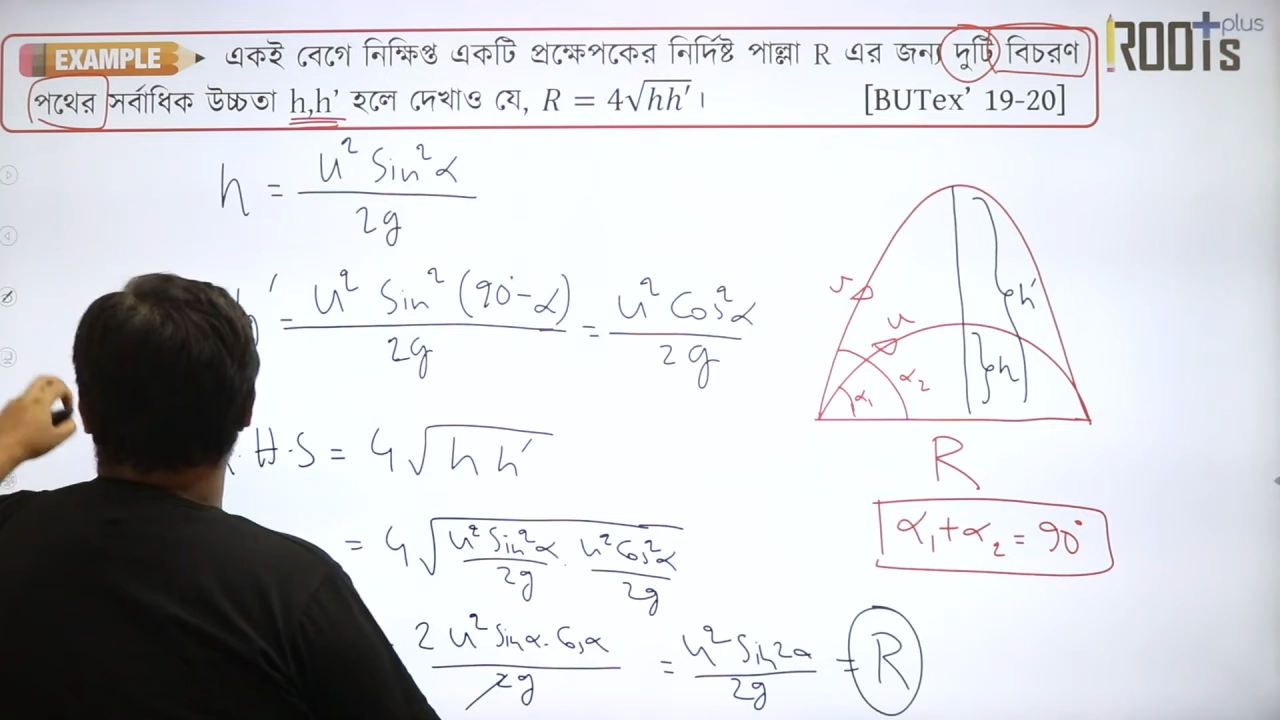 EXAMPLE একই বেগে নিক্ষিপ্ত একটি প্রক্ষেপকের নির্দিষ্ট পাল্লা R এর জন্য দুটি বিচরণ
পথের সর্বাধিক উচ্চতা h,h' হলে দেখাও যে, R = 4√hh'। [BUTex' 19-20]
ROOTs +plus
h = u² Sin²α / 2g
' = u² Sin² (90°-α) / 2g = u² Cos²α / 2g
.H.S = 4√hh'
= 4√(u² Sin²α / 2g · u² Cos²α / 2g)
2 u² Sinα. Cosα / 2g = u² Sin2α / 2g = R
u
h'
h
α₁
α₂
R
α₁+α₂ = 90°